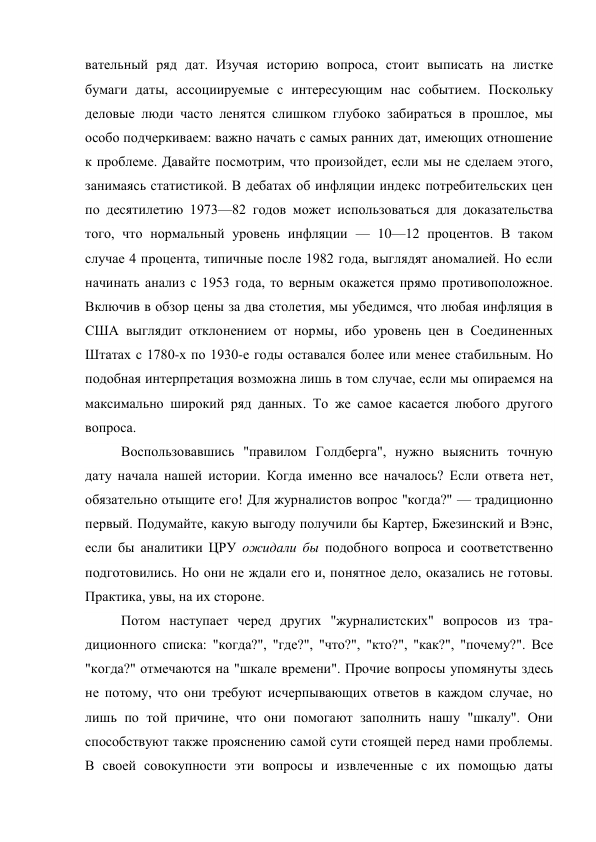 вательный ряд дат. Изучая историю вопроса, стоит выписать на листке
бумаги даты, ассоциируемые с интересующим нас событием. Поскольку
деловые люди часто ленятся слишком глубоко забираться в прошлое, мы
особо подчеркиваем: важно начать с самых ранних дат, имеющих отношение
к проблеме. Давайте посмотрим, что произойдет, если мы не сделаем этого,
занимаясь статистикой. В дебатах об инфляции индекс потребительских цен
по десятилетию 1973—82 годов может использоваться для доказательства
того, что нормальный уровень инфляции — 10—12 процентов. В таком
случае 4 процента, типичные после 1982 года, выглядят аномалией. Но если
начинать анализ с 1953 года, то верным окажется прямо противоположное.
Включив в обзор цены за два столетия, мы убедимся, что любая инфляция в
США выглядит отклонением от нормы, ибо уровень цен в Соединенных
Штатах с 1780-х по 1930-е годы оставался более или менее стабильным. Но
подобная интерпретация возможна лишь в том случае, если мы опираемся на
максимально широкий ряд данных. То же самое касается любого другого
вопроса.
Воспользовавшись "правилом Голдберга", нужно выяснить точную
дату начала нашей истории. Когда именно все началось? Если ответа нет,
обязательно отыщите его! Для журналистов вопрос "когда?" — традиционно
первый. Подумайте, какую выгоду получили бы Картер, Бжезинский и Вэнс,
если бы аналитики ЦРУ ожидали бы подобного вопроса и соответственно
подготовились. Но они не ждали его и, понятное дело, оказались не готовы.
Практика, увы, на их стороне.
Потом наступает черед других "журналистских" вопросов из тра-
диционного списка: "когда?", "где?", "что?", "кто?", "как?", "почему?". Все
"когда?" отмечаются на "шкале времени". Прочие вопросы упомянуты здесь
не потому, что они требуют исчерпывающих ответов в каждом случае, но
лишь по той причине, что они помогают заполнить нашу "шкалу". Они
способствуют также прояснению самой сути стоящей перед нами проблемы.
В своей совокупности эти вопросы и извлеченные с их помощью даты